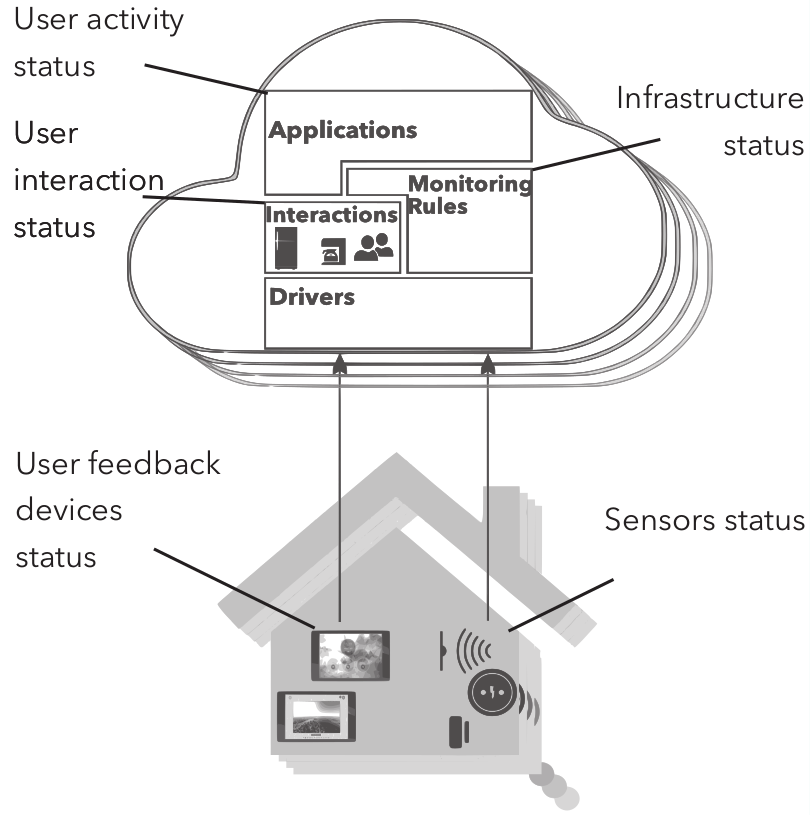 User activity
status
Infrastructure
status
User
interaction
status
Applications
Monitoring
Rules
Interactions
Drivers
User feedback
devices
status
Sensors status